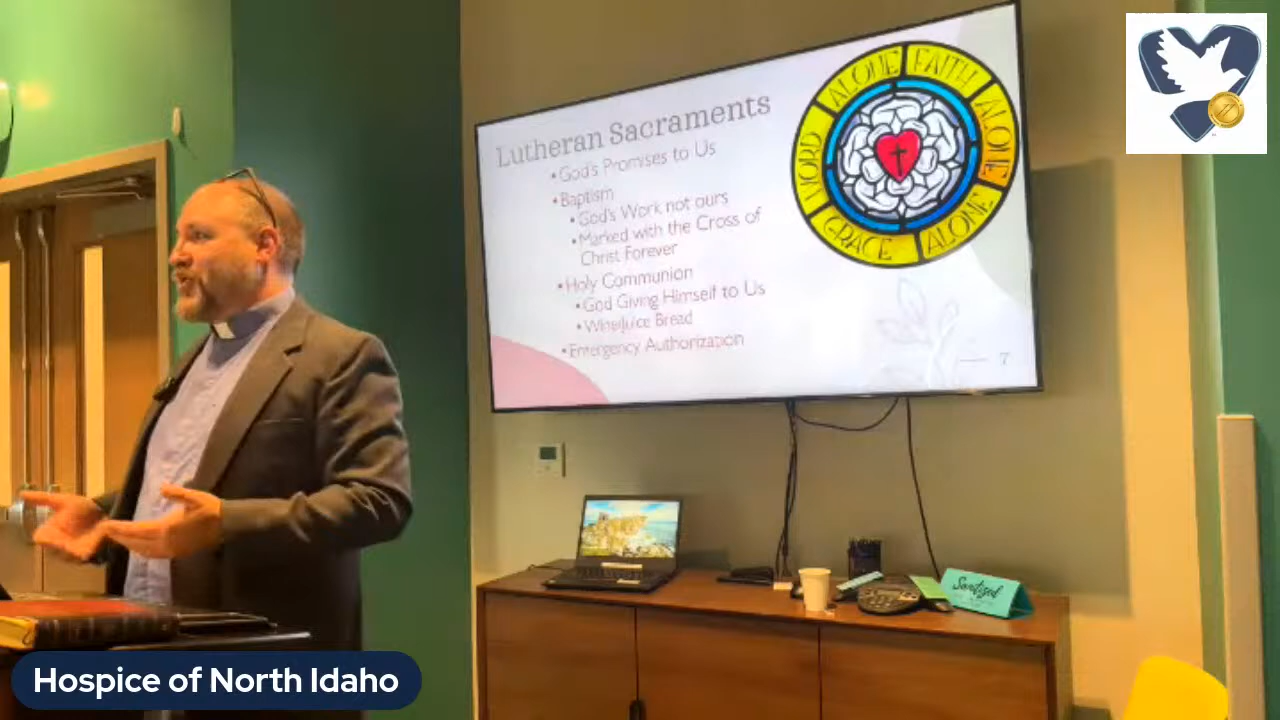 Lutheran Sacraments
• God's Promises to Us
• Baptism
• God's Work not ours
• Marked with the Cross of
Christ Forever
• Holy Communion
• God Giving Himself to Us
• Wine/Juice Bread
• Emergency Authorization
7
WORD ALONE FAITH ALONE
GRACE ALONE
Sanitized
Hospice of North Idaho